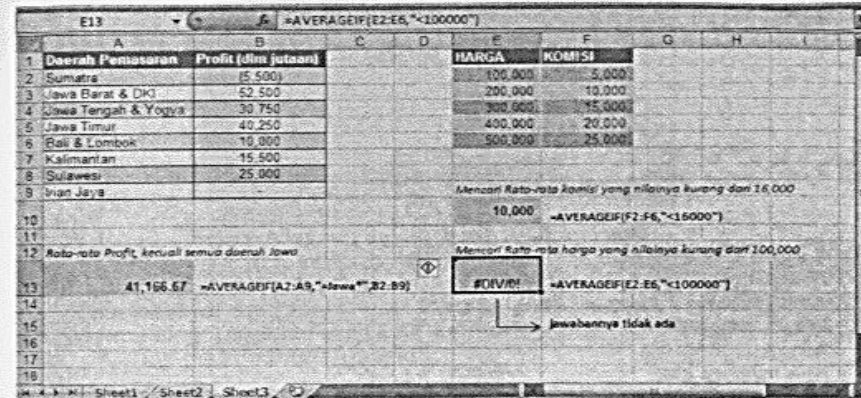 E13 fx =AVERAGEIF(E2:E6,"<100000")
A B C D E F G H I
1 Daerah Pemasaran Profit (dlm jutaan) HARGA KOMISI
2 Sumatra (5.500) 100,000 5,000
3 Jawa Barat & DKI 52.500 200,000 10,000
4 Jawa Tengah & Yogya 30.750 300,000 15,000
5 Jawa Timur 40,250 400,000 20,000
6 Bali & Lombok 10,000 500,000 25,000
7 Kalimantan 15.500
8 Sulawesi 25.000
9 Irian Jaya - Mencari Rata-rata komisi yang nilainya kurang dari 16,000
10 10,000 =AVERAGEIF(F2:F6,"<16000")
11
12 Rata-rata Profit, kecuali semua daerah Jawa Mencari Rata-rata harga yang nilainya kurang dari 100,000
13 41,166.67 =AVERAGEIF(A2:A9,"=Jawa*",B2:B9) #DIV/0! =AVERAGEIF(E2:E6,"<100000")
14
15 jawabannya tidak ada
16
17
18
Sheet1 Sheet2 Sheet3